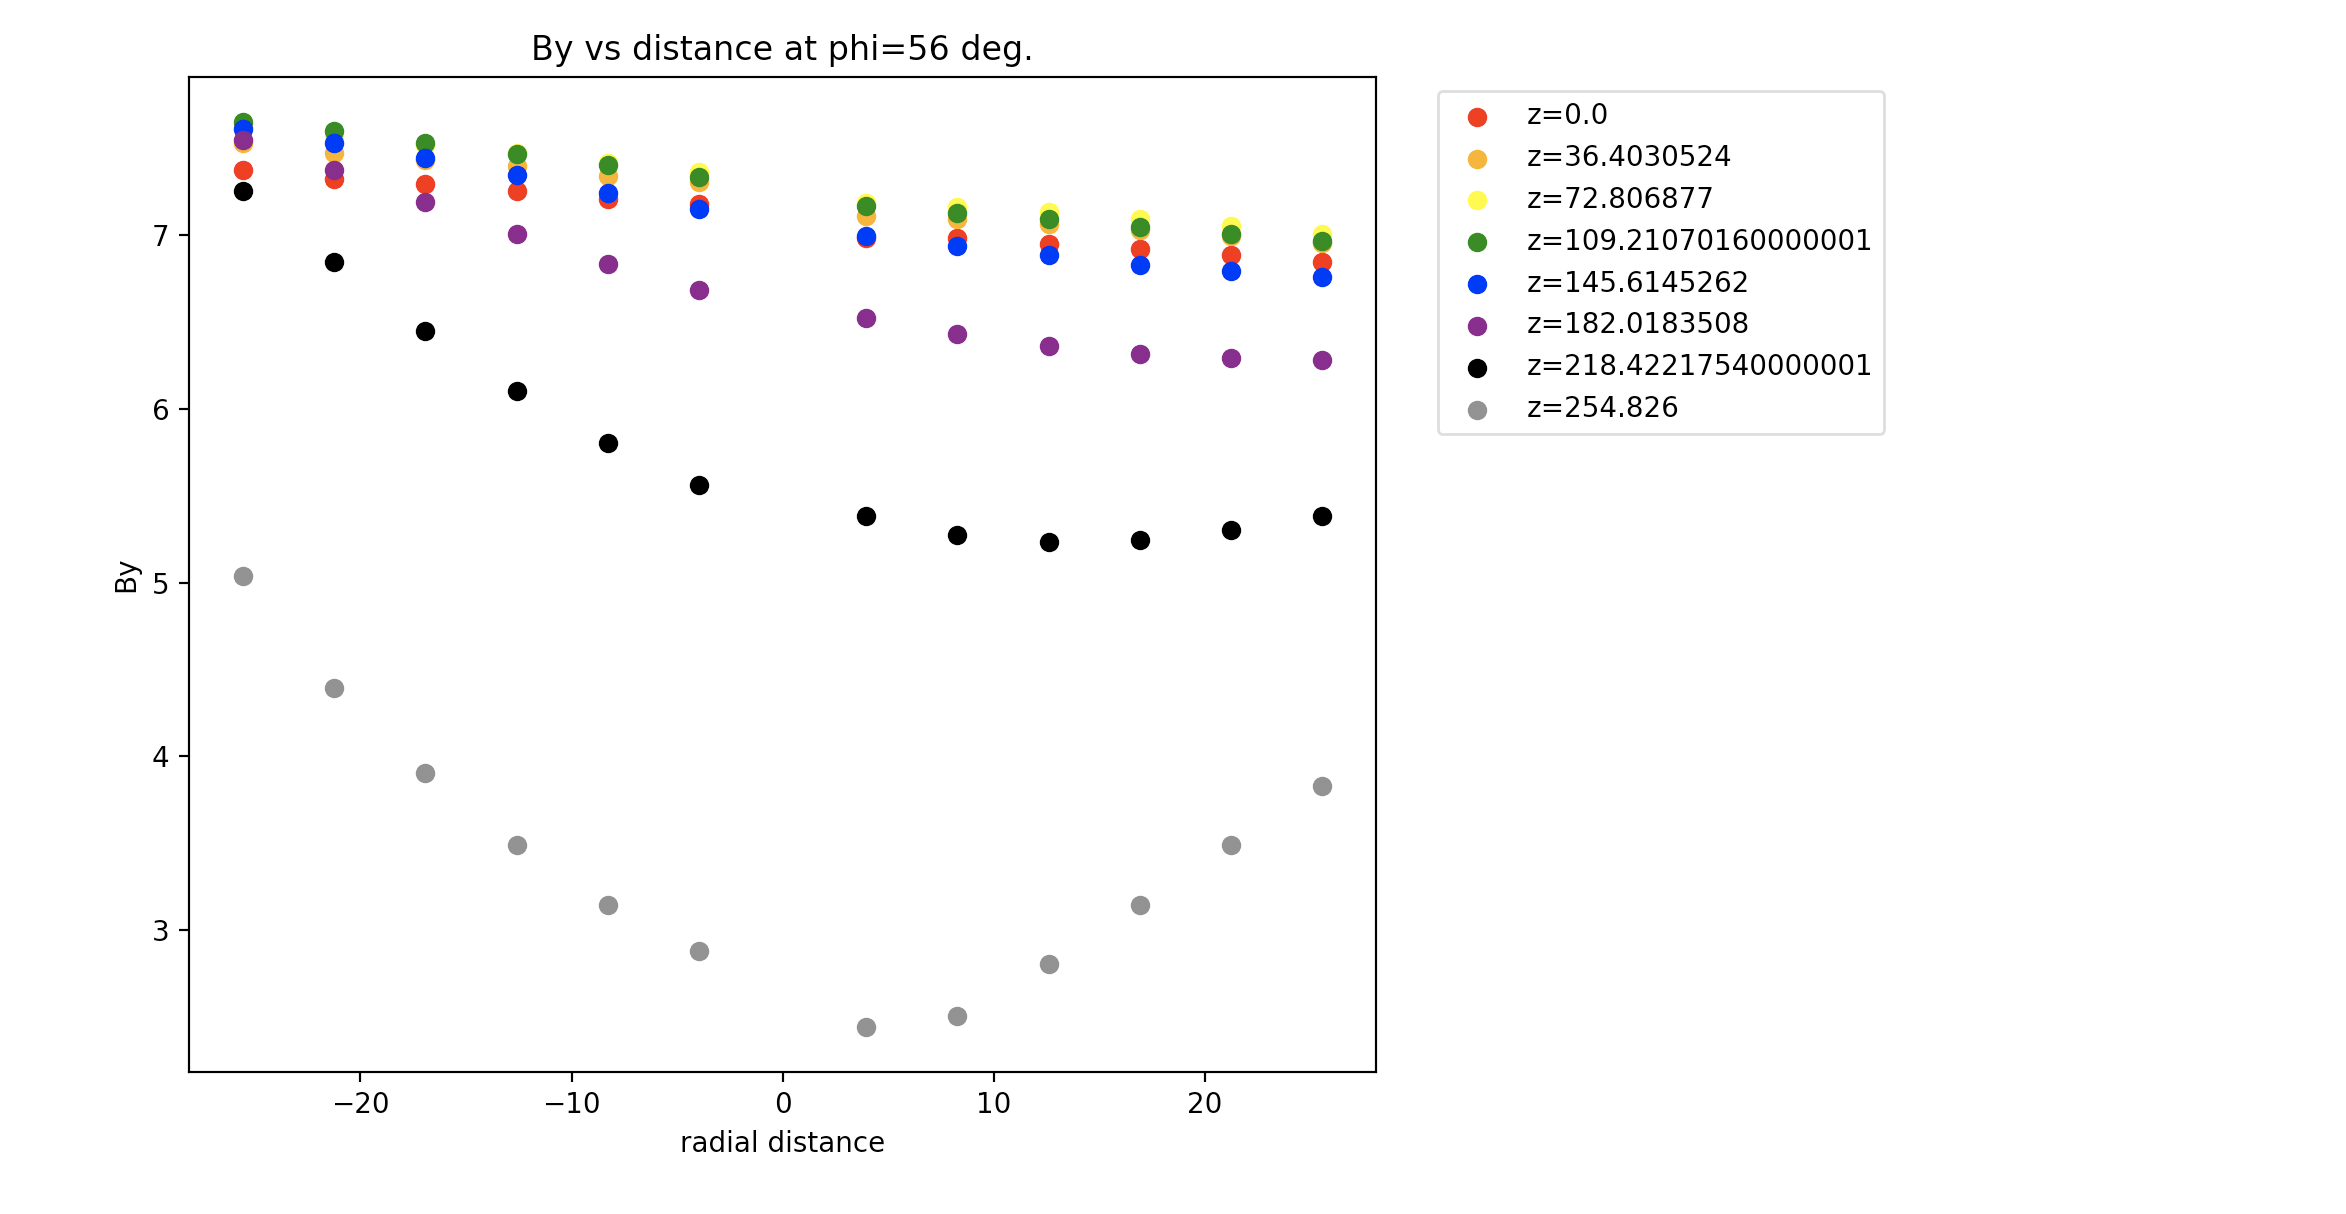 By vs distance at phi=56 deg.
By
7
6
5
4
3
−20
−10
0
10
20
radial distance
z=0.0
z=36.4030524
z=72.806877
z=109.21070160000001
z=145.6145262
z=182.0183508
z=218.42217540000001
z=254.826